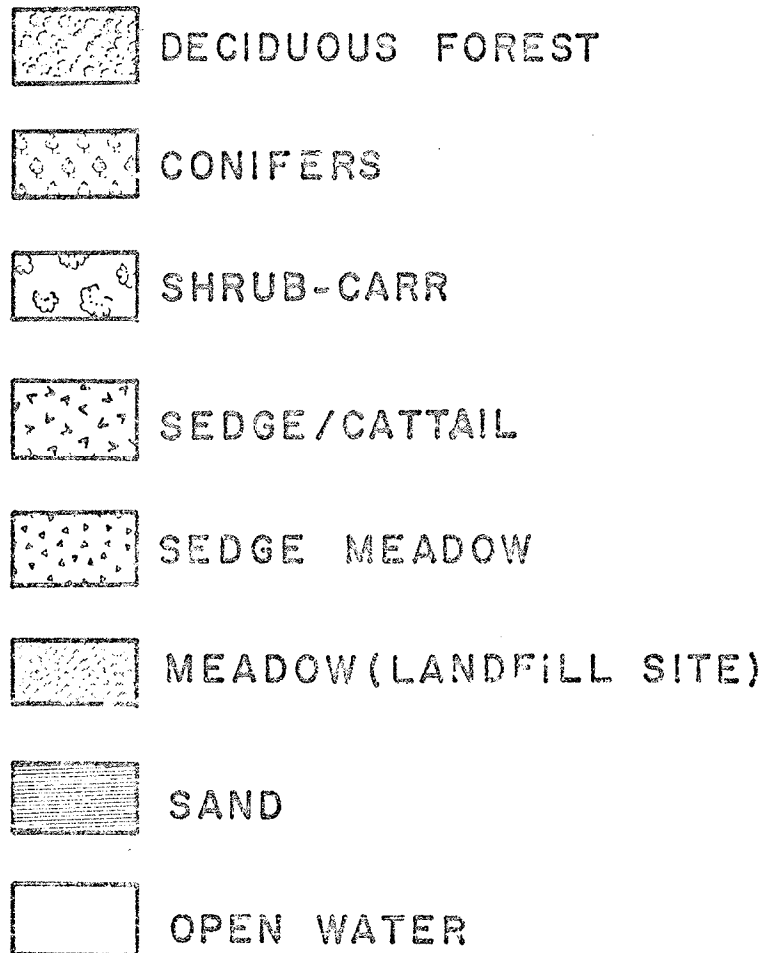 DECIDUOUS FOREST
CONIFERS
SHRUB-CARR
SEDGE/CATTAIL
SEDGE MEADOW
MEADOW(LANDFILL SITE)
SAND
OPEN WATER